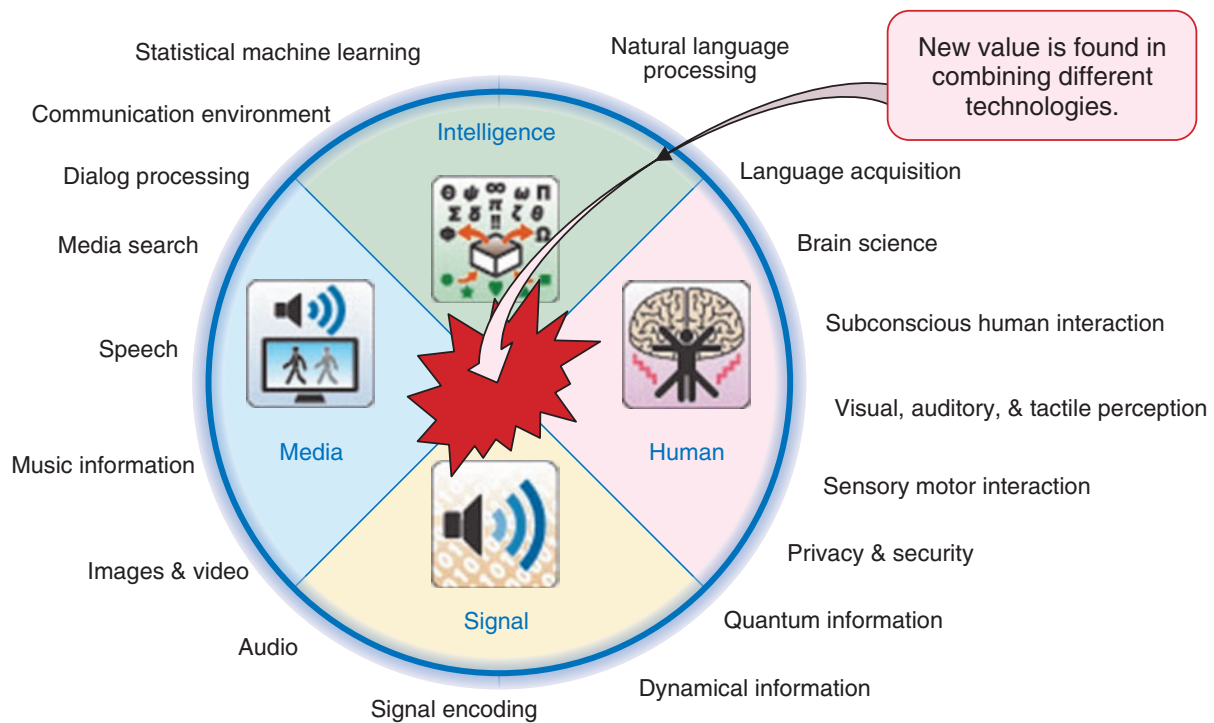 Statistical machine learning
Natural language
processing
New value is found in
combining different
technologies.
Communication environment
Intelligence
Dialog processing
Language acquisition
Θ ψ ∞ ω Π
Σ δ π ζ θ
!!
Φ Ω
Media search
Brain science
Speech
Subconscious human interaction
Visual, auditory, & tactile perception
Media
Human
Music information
Sensory motor interaction
Images & video
Privacy & security
Signal
Quantum information
Audio
Dynamical information
Signal encoding